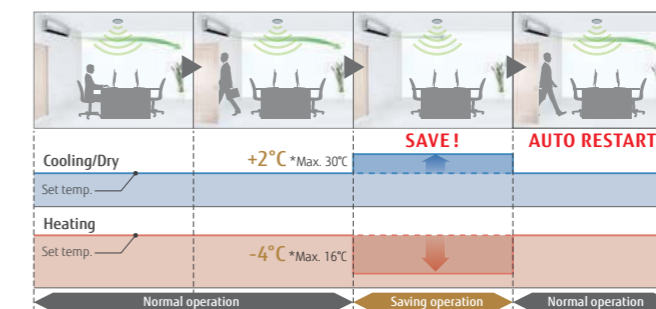 SAVE!
AUTO RESTART
Cooling/Dry
+2°C *Max. 30°C
Set temp.
Heating
Set temp.
-4°C *Max. 16°C
Normal operation
Saving operation
Normal operation